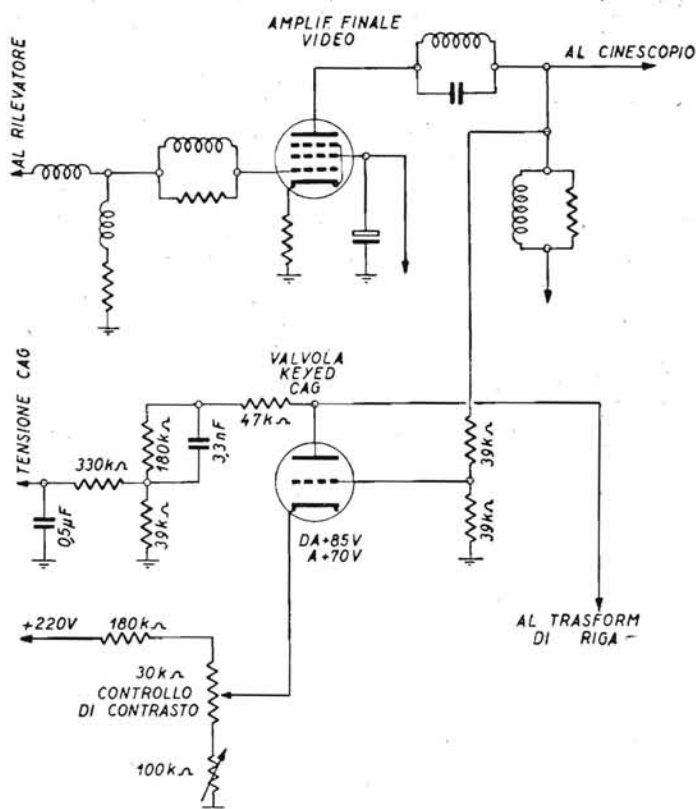 AMPLIF. FINALE
VIDEO
AL CINESCOPIO
AL RILEVATORE
VALVOLA
KEYED
CAG
TENSIONE CAG
47kΩ
180kΩ
3,3nF
330kΩ
39kΩ
0,5µF
39kΩ
39kΩ
DA+85V
A+70V
AL TRASFORM
DI RIGA
+220V
180kΩ
30kΩ
CONTROLLO
DI CONTRASTO
100kΩ